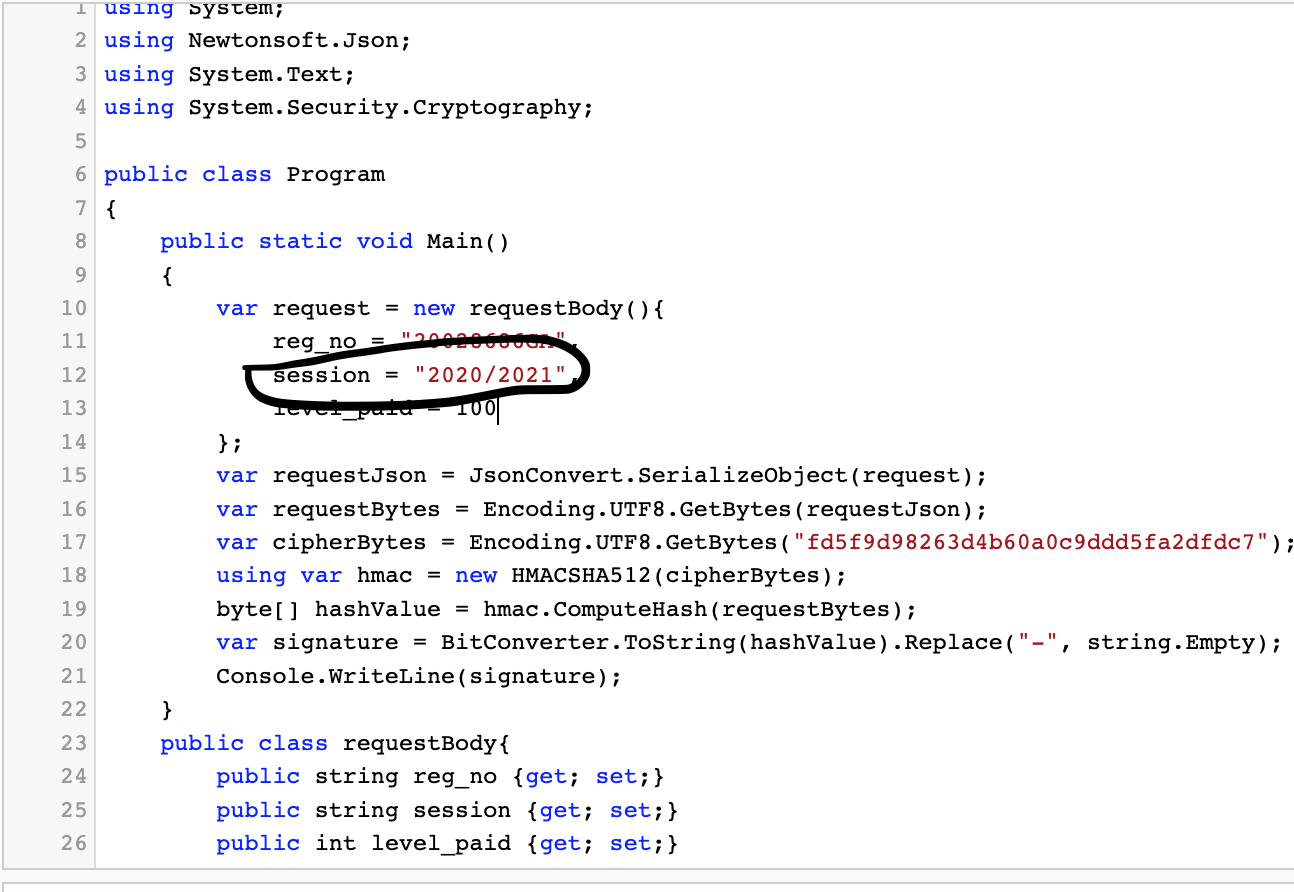 1 using System;
2 using Newtonsoft.Json;
3 using System.Text;
4 using System.Security.Cryptography;
5
6 public class Program
7 {
8 public static void Main()
9 {
10 var request = new requestBody(){
11 reg_no =
12 session = "2020/2021",
13 level_paid = 100
14 };
15 var requestJson = JsonConvert.SerializeObject(request);
16 var requestBytes = Encoding.UTF8.GetBytes(requestJson);
17 var cipherBytes = Encoding.UTF8.GetBytes("fd5f9d98263d4b60a0c9ddd5fa2dfdc7");
18 using var hmac = new HMACSHA512(cipherBytes);
19 byte[] hashValue = hmac.ComputeHash(requestBytes);
20 var signature = BitConverter.ToString(hashValue).Replace("-", string.Empty);
21 Console.WriteLine(signature);
22 }
23 public class requestBody{
24 public string reg_no {get; set;}
25 public string session {get; set;}
26 public int level_paid {get; set;}